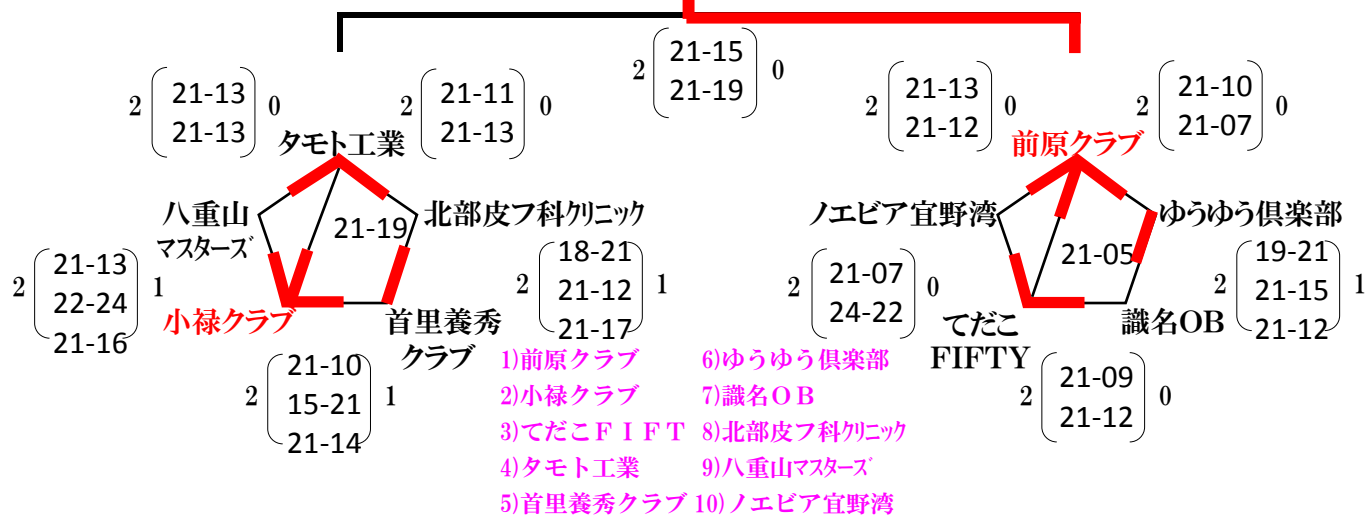 2 21-15 0
21-19
2 21-13 0
21-13
2 21-11 0
21-13
2 21-13 0
21-12
2 21-10 0
21-07
タモト工業
前原クラブ
八重山
マスターズ
北部皮フ科クリニック
ノエビア宜野湾
ゆうゆう倶楽部
21-19
21-05
2 21-13 1
22-24
21-16
2 18-21 1
21-12
21-17
2 21-07 0
24-22
2 19-21 1
21-15
21-12
小禄クラブ
首里養秀
クラブ
てだこ
FIFTY
識名OB
2 21-10 1
15-21
21-14
2 21-09 0
21-12
1)前原クラブ
2)小禄クラブ
3)てだこＦＩＦＴ
4)タモト工業
5)首里養秀クラブ
6)ゆうゆう倶楽部
7)識名ＯＢ
8)北部皮フ科クリニック
9)八重山マスターズ
10)ノエビア宜野湾